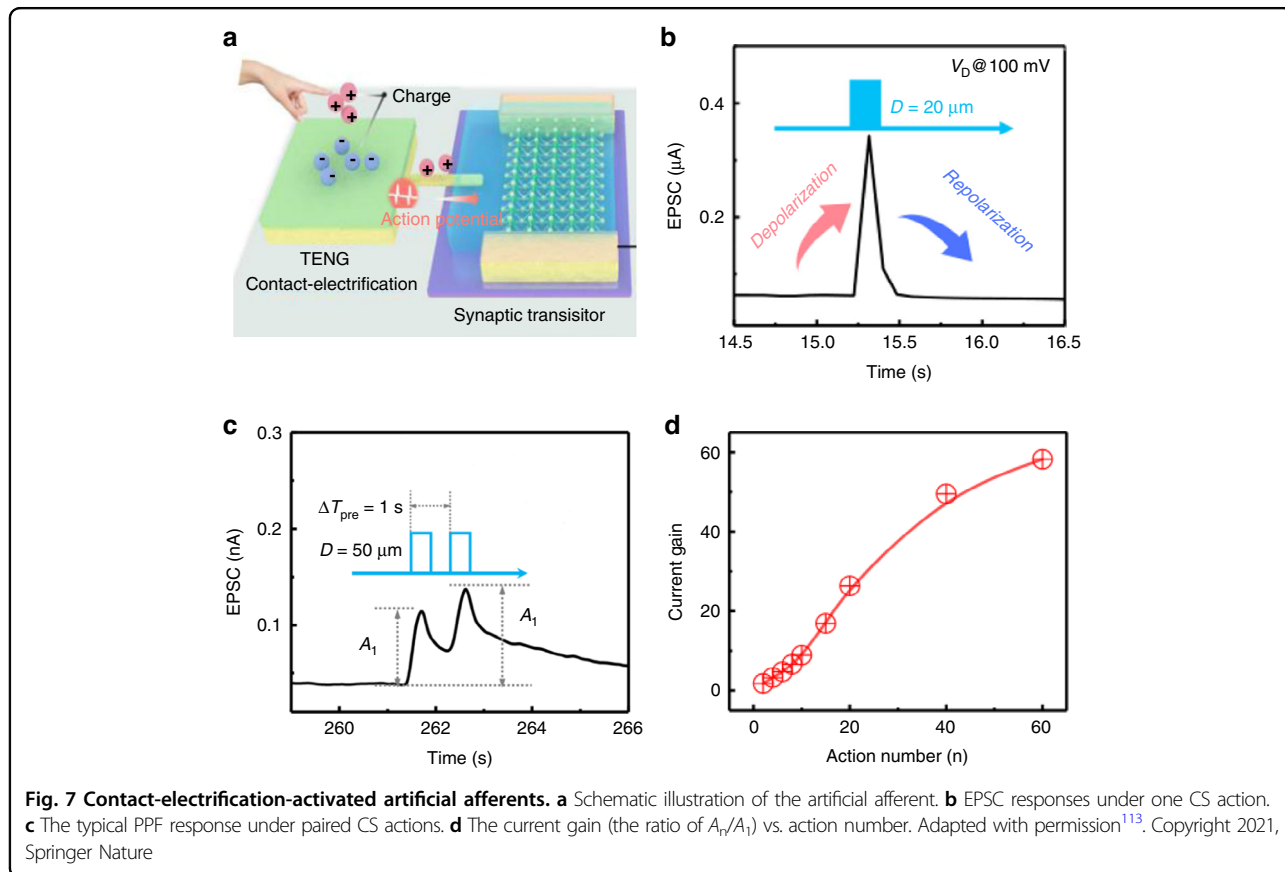 a
+
+
+
Charge
-
-
-
-
-
-
+
+
Action potential
TENG
Contact-electrification
Synaptic transisitor
b
V_D@100 mV
D = 20 μm
Depolarization
Repolarization
EPSC (μA)
0.4
0.2
14.5 15.0 15.5 16.0 16.5
Time (s)
c
EPSC (nA)
0.3
0.2
0.1
ΔT_pre = 1 s
D = 50 μm
A_1
A_1
260 262 264 266
Time (s)
d
Current gain
60
40
20
0
0 20 40 60
Action number (n)
Fig. 7 Contact-electrification-activated artificial afferents. a Schematic illustration of the artificial afferent. b EPSC responses under one CS action.
c The typical PPF response under paired CS actions. d The current gain (the ratio of A_n/A_1) vs. action number. Adapted with permission^113. Copyright 2021,
Springer Nature